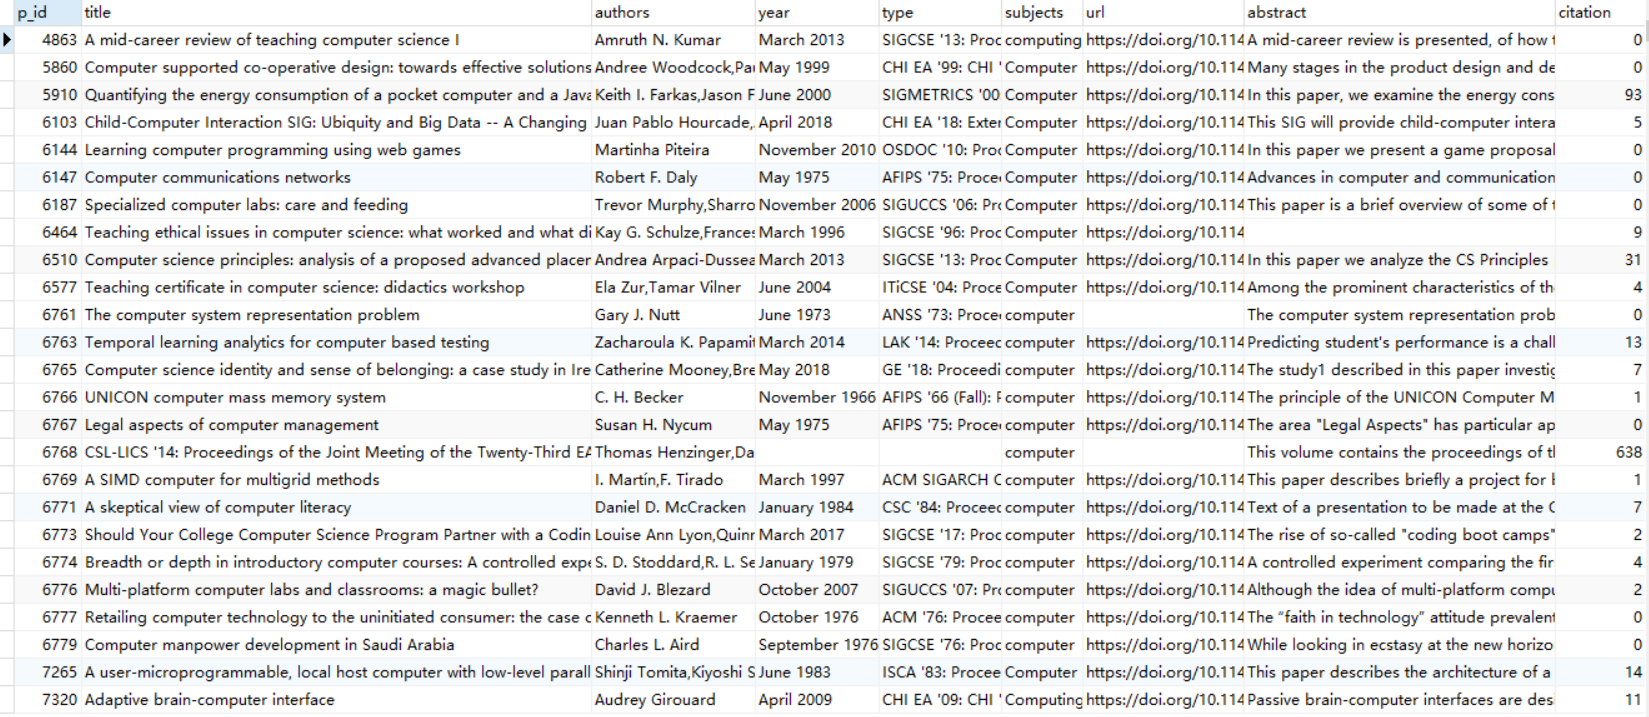 p_id title authors year type subjects url abstract citation
4863 A mid-career review of teaching computer science I Amruth N. Kumar March 2013 SIGCSE '13: Proc computing https://doi.org/10.114 A mid-career review is presented, of how t 0
5860 Computer supported co-operative design: towards effective solutions Andree Woodcock,Pau May 1999 CHI EA '99: CHI ' Computer https://doi.org/10.114 Many stages in the product design and de 0
5910 Quantifying the energy consumption of a pocket computer and a Java Keith I. Farkas,Jason F June 2000 SIGMETRICS '00 Computer https://doi.org/10.114 In this paper, we examine the energy cons 93
6103 Child-Computer Interaction SIG: Ubiquity and Big Data -- A Changing Juan Pablo Hourcade, April 2018 CHI EA '18: Exter Computer https://doi.org/10.114 This SIG will provide child-computer intera 5
6144 Learning computer programming using web games Martinha Piteira November 2010 OSDOC '10: Proc Computer https://doi.org/10.114 In this paper we present a game proposal 0
6147 Computer communications networks Robert F. Daly May 1975 AFIPS '75: Procee Computer https://doi.org/10.114 Advances in computer and communication 0
6187 Specialized computer labs: care and feeding Trevor Murphy,Sharro November 2006 SIGUCCS '06: Prc Computer https://doi.org/10.114 This paper is a brief overview of some of t 0
6464 Teaching ethical issues in computer science: what worked and what di Kay G. Schulze,Frances March 1996 SIGCSE '96: Proc computer https://doi.org/10.114 9
6510 Computer science principles: analysis of a proposed advanced placer Andrea Arpaci-Dussea March 2013 SIGCSE '13: Proc Computer https://doi.org/10.114 In this paper we analyze the CS Principles 31
6577 Teaching certificate in computer science: didactics workshop Ela Zur,Tamar Vilner June 2004 ITiCSE '04: Proce Computer https://doi.org/10.114 Among the prominent characteristics of th 4
6761 The computer system representation problem Gary J. Nutt June 1973 ANSS '73: Procee computer The computer system representation prob 0
6763 Temporal learning analytics for computer based testing Zacharoula K. Papamit March 2014 LAK '14: Proceec computer https://doi.org/10.114 Predicting student's performance is a chall 13
6765 Computer science identity and sense of belonging: a case study in Ire Catherine Mooney,Bre May 2018 GE '18: Proceedi computer https://doi.org/10.114 The study1 described in this paper investig 7
6766 UNICON computer mass memory system C. H. Becker November 1966 AFIPS '66 (Fall): F computer https://doi.org/10.114 The principle of the UNICON Computer M 1
6767 Legal aspects of computer management Susan H. Nycum May 1975 AFIPS '75: Procee computer https://doi.org/10.114 The area "Legal Aspects" has particular ap 0
6768 CSL-LICS '14: Proceedings of the Joint Meeting of the Twenty-Third EA Thomas Henzinger,Da computer This volume contains the proceedings of tl 638
6769 A SIMD computer for multigrid methods I. Martín,F. Tirado March 1997 ACM SIGARCH C computer https://doi.org/10.114 This paper describes briefly a project for b 1
6771 A skeptical view of computer literacy Daniel D. McCracken January 1984 CSC '84: Proceec computer https://doi.org/10.114 Text of a presentation to be made at the C 7
6773 Should Your College Computer Science Program Partner with a Codin Louise Ann Lyon,Quinn March 2017 SIGCSE '17: Proc computer https://doi.org/10.114 The rise of so-called "coding boot camps" 2
6774 Breadth or depth in introductory computer courses: A controlled expe S. D. Stoddard,R. L. Se January 1979 SIGCSE '79: Proc computer https://doi.org/10.114 A controlled experiment comparing the fir 4
6776 Multi-platform computer labs and classrooms: a magic bullet? David J. Blezard October 2007 SIGUCCS '07: Prc computer https://doi.org/10.114 Although the idea of multi-platform compu 2
6777 Retailing computer technology to the uninitiated consumer: the case c Kenneth L. Kraemer October 1976 ACM '76: Procee computer https://doi.org/10.114 The “faith in technology” attitude prevalent 0
6779 Computer manpower development in Saudi Arabia Charles L. Aird September 1976 SIGCSE '76: Proc computer https://doi.org/10.114 While looking in ecstasy at the new horizo 0
7265 A user-microprogrammable, local host computer with low-level parall Shinji Tomita,Kiyoshi S June 1983 ISCA '83: Procee Computer https://doi.org/10.114 This paper describes the architecture of a 14
7320 Adaptive brain-computer interface Audrey Girouard April 2009 CHI EA '09: CHI ' Computing https://doi.org/10.114 Passive brain-computer interfaces are des 11